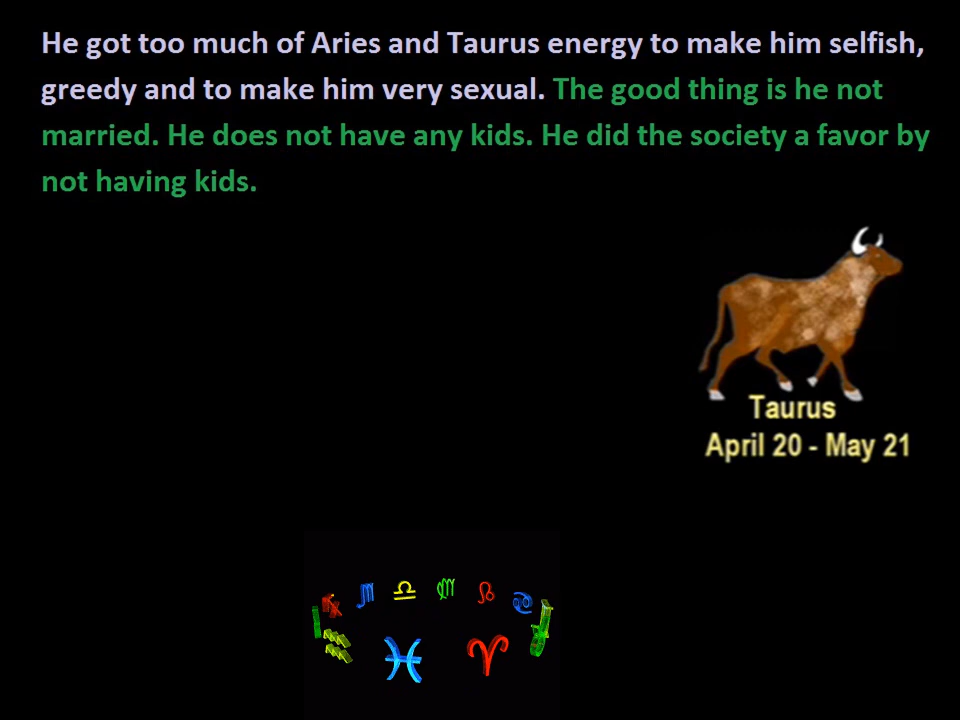 He got too much of Aries and Taurus energy to make him selfish,
greedy and to make him very sexual. The good thing is he not
married. He does not have any kids. He did the society a favor by
not having kids.
Taurus
April 20 - May 21